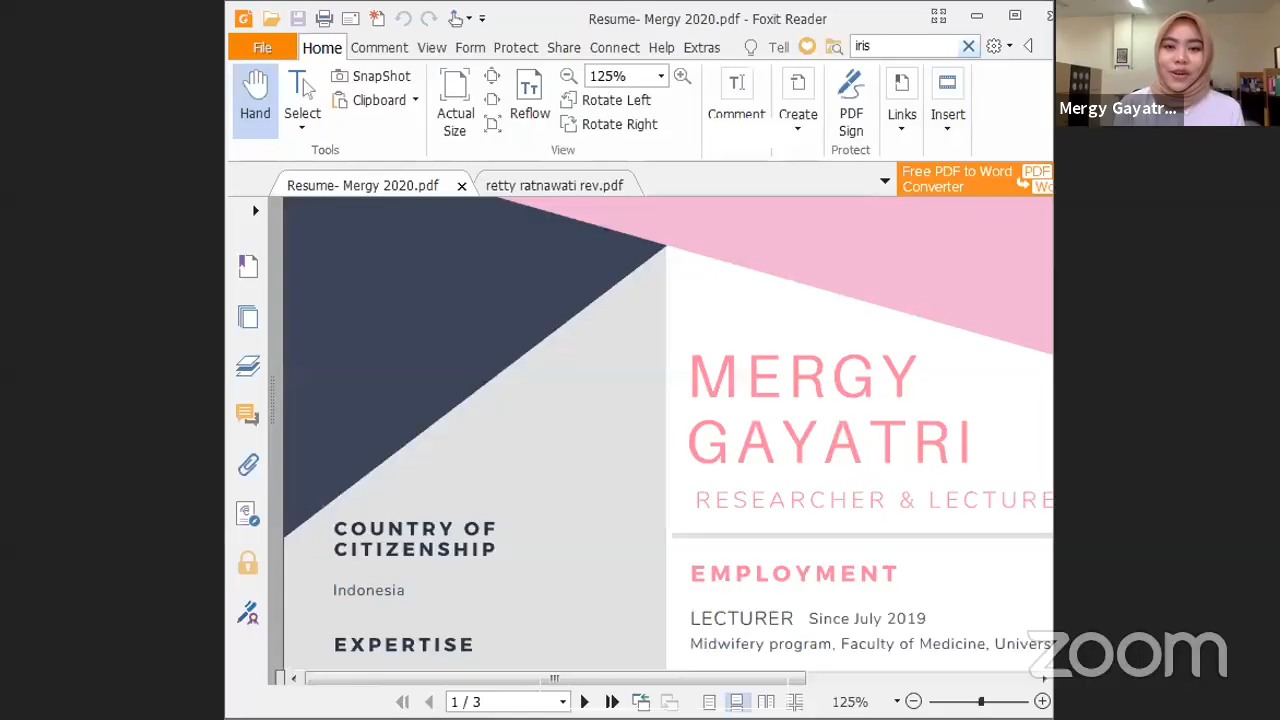 Resume- Mergy 2020.pdf - Foxit Reader
File Home Comment View Form Protect Share Connect Help Extras Tell iris
Hand
Select
SnapShot
Clipboard
Tools
Actual
Size
Reflow
125%
Rotate Left
Rotate Right
View
Comment
Create
PDF
Sign
Protect
Links
Insert
Mergy Gayatr...
Resume- Mergy 2020.pdf
retty ratnawati rev.pdf
Free PDF to Word
Converter
PDF
MERGY
GAYATRI
RESEARCHER & LECTURE
COUNTRY OF
CITIZENSHIP
Indonesia
EXPERTISE
EMPLOYMENT
LECTURER Since July 2019
Midwifery program, Faculty of Medicine, Univers
zoom
1 / 3
125%